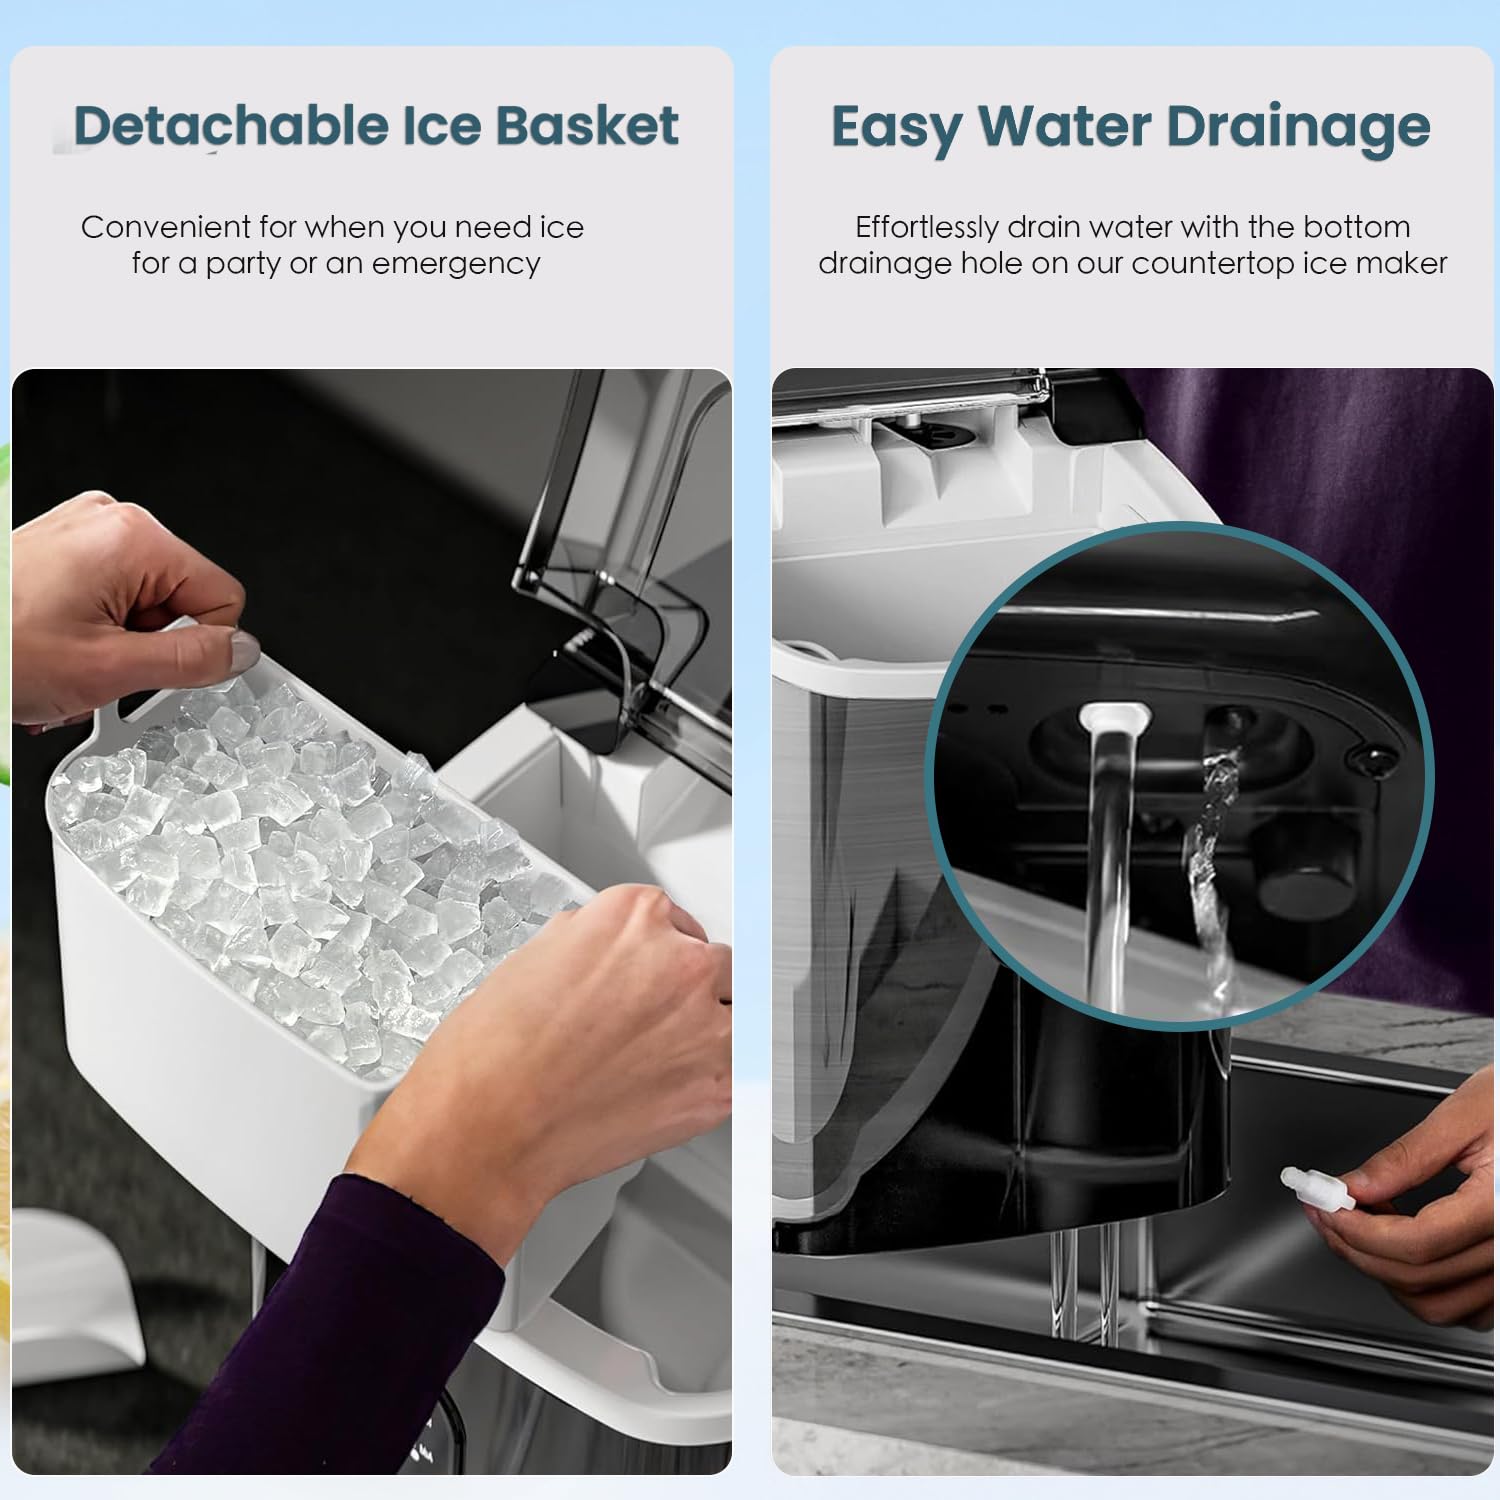 Detachable Ice Basket
Convenient for when you need ice
for a party or an emergency
Easy Water Drainage
Effortlessly drain water with the bottom
drainage hole on our countertop ice maker